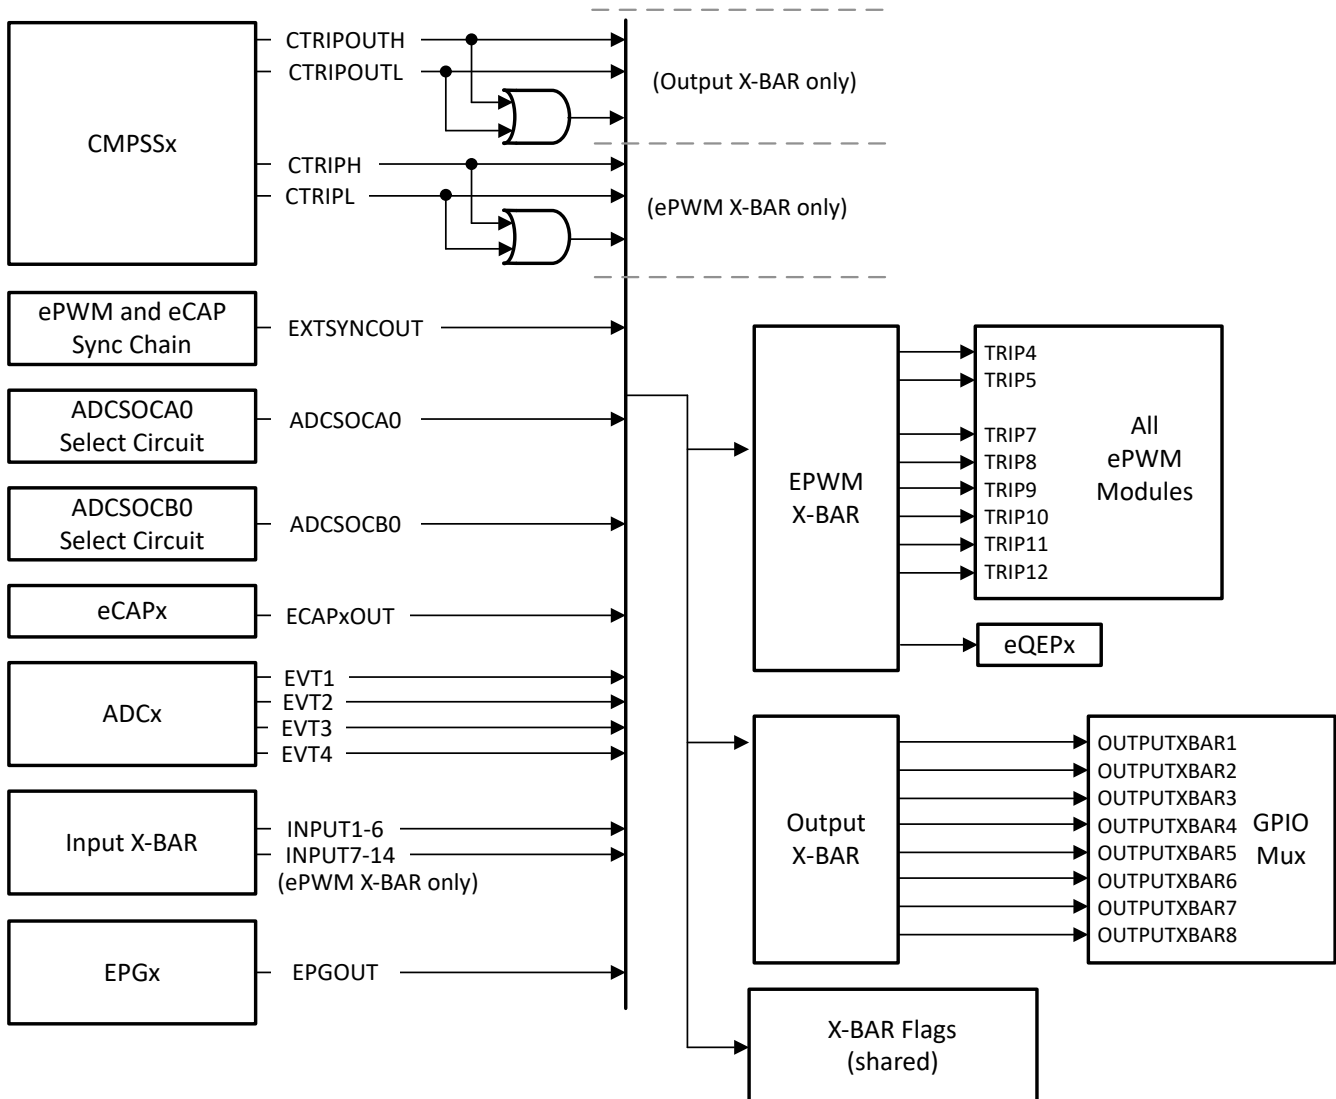 CMPSSx
CTRIPOUTH
CTRIPOUTL
(Output X-BAR only)
CTRIPH
CTRIPL
(ePWM X-BAR only)
ePWM and eCAP
Sync Chain
EXTSYNCOUT
ADCSOCA0
Select Circuit
ADCSOCA0
ADCSOCB0
Select Circuit
ADCSOCB0
eCAPx
ECAPxOUT
ADCx
EVT1
EVT2
EVT3
EVT4
Input X-BAR
INPUT1-6
INPUT7-14
(ePWM X-BAR only)
EPGx
EPGOUT
EPWM
X-BAR
TRIP4
TRIP5
TRIP7
TRIP8
TRIP9
TRIP10
TRIP11
TRIP12
All
ePWM
Modules
eQEPx
Output
X-BAR
OUTPUTXBAR1
OUTPUTXBAR2
OUTPUTXBAR3
OUTPUTXBAR4
OUTPUTXBAR5
OUTPUTXBAR6
OUTPUTXBAR7
OUTPUTXBAR8
GPIO
Mux
X-BAR Flags
(shared)